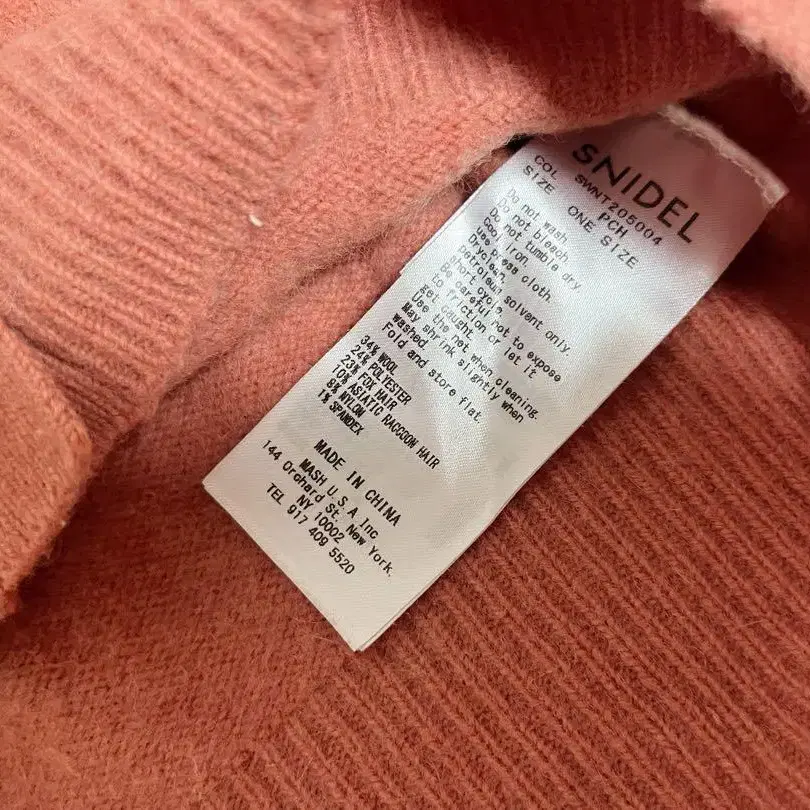 SNIDEL
SWNT205004
COL PCH
SIZE ONE SIZE
Do not wash.
Do not bleach.
Do not tumble dry.
Cool iron.
use press cloth.
Dryclean,
petroleum solvent only.
short cycle.
Be careful not to expose
to friction or let it
get caught.
Use the net when cleaning.
May shrink slightly when
washed.
Fold and store flat.
34% WOOL
24% POLYESTER
23% FOX HAIR
10% ASIATIC RACCOON HAIR
8% NYLON
1% SPANDEX
MADE IN CHINA
MASH U.S.A Inc
144 Orchard St. New York.
NY 10002
TEL 917 409 5520